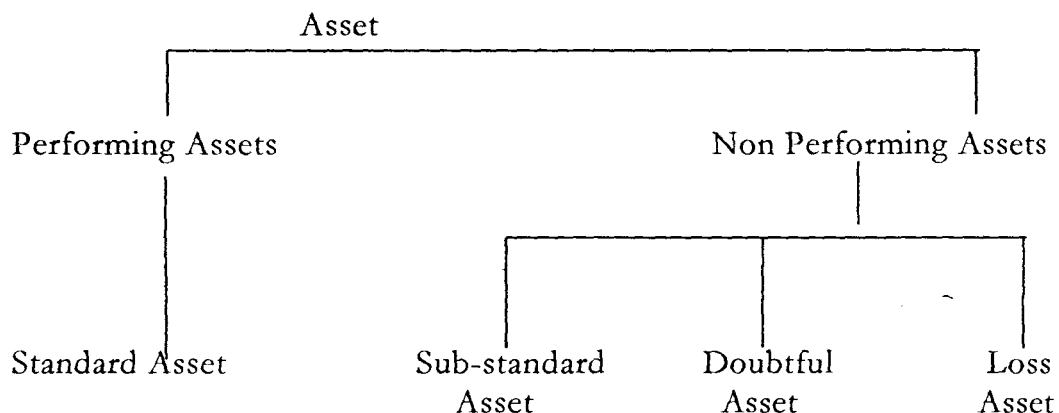 Asset
Performing Assets Non Performing Assets
Standard Asset Sub-standard Asset Doubtful Asset Loss Asset